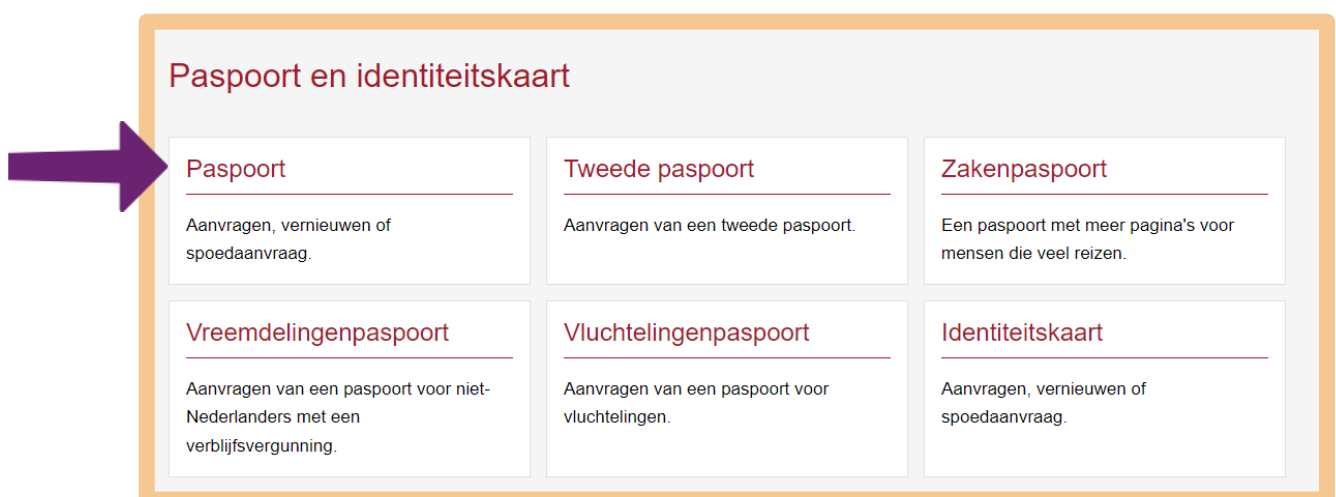 Paspoort en identiteitskaart
Paspoort
Aanvragen, vernieuwen of
spoedaanvraag.
Tweede paspoort
Aanvragen van een tweede paspoort.
Zakenpaspoort
Een paspoort met meer pagina's voor
mensen die veel reizen.
Vreemdelingenpaspoort
Aanvragen van een paspoort voor niet-
Nederlanders met een
verblijfsvergunning.
Vluchtelingenpaspoort
Aanvragen van een paspoort voor
vluchtelingen.
Identiteitskaart
Aanvragen, vernieuwen of
spoedaanvraag.